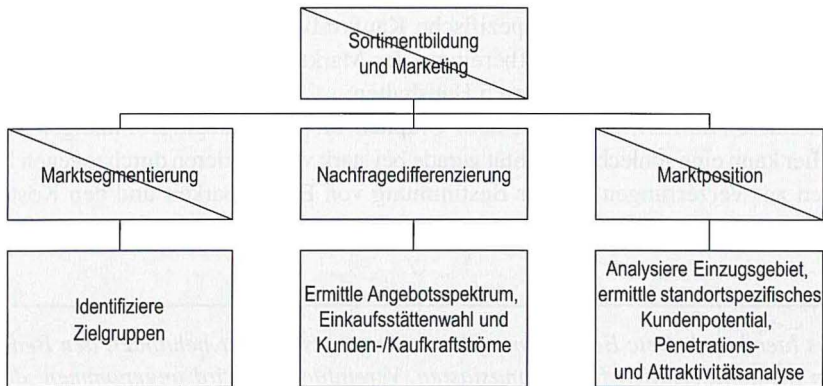 Sortimentbildung
und Marketing
Marktsegmentierung
Nachfragedifferenzierung
Marktposition
Identifiziere
Zielgruppen
Ermittle Angebotsspektrum,
Einkaufsstättenwahl und
Kunden-/Kaufkraftströme
Analysiere Einzugsgebiet,
ermittle standortspezifisches
Kundenpotential,
Penetrations-
und Attraktivitätsanalyse